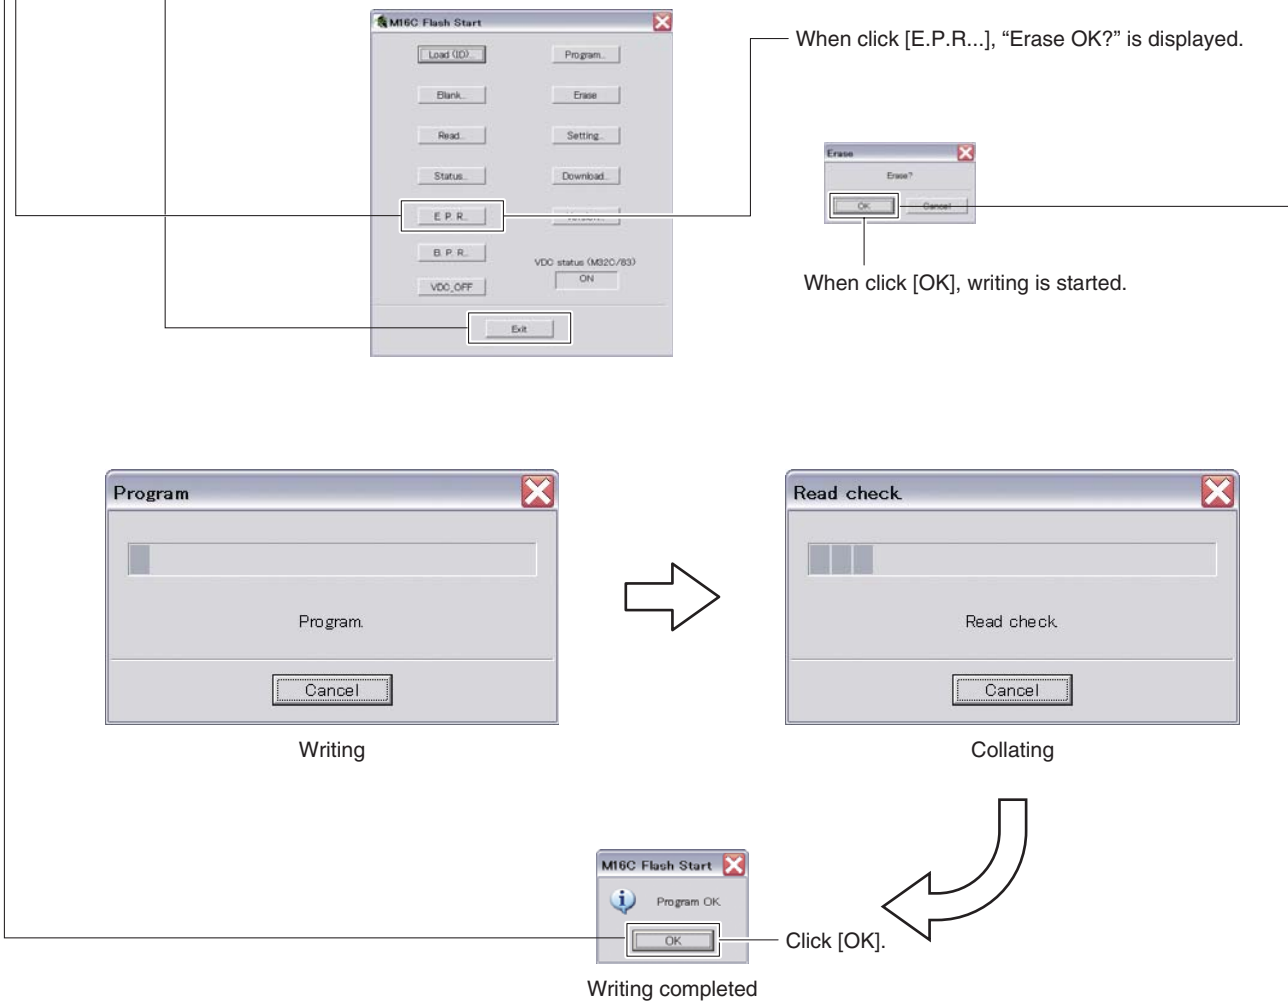 M16C Flash Start
When click [E.P.R...], “Erase OK?” is displayed.
Load (ID)... Program...
Blank... Erase
Read... Setting...
Erase
Erase?
Status... Download...
OK Cancel
E. P. R...
B. P. R...
VDC status (M32C/83)
ON
VDC_OFF
When click [OK], writing is started.
Exit
Program
Program.
Cancel
Writing
Read check.
Read check.
Cancel
Collating
M16C Flash Start
Program OK.
OK
Click [OK].
Writing completed